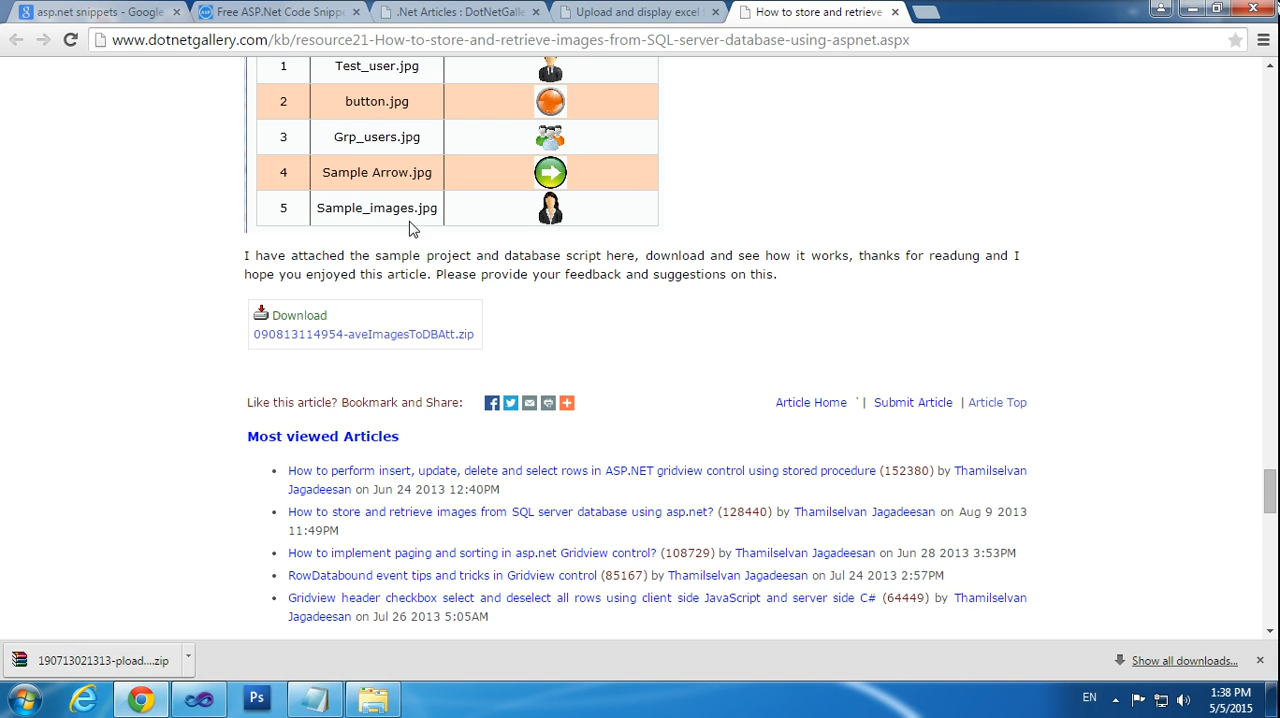 asp.net snippets - Google
Free ASP.Net Code Snippe
.Net Articles : DotNetGalle
Upload and display excel
How to store and retrieve
www.dotnetgallery.com/kb/resource21-How-to-store-and-retrieve-images-from-SQL-server-database-using-aspnet.aspx
1 Test_user.jpg
2 button.jpg
3 Grp_users.jpg
4 Sample Arrow.jpg
5 Sample_images.jpg
I have attached the sample project and database script here, download and see how it works, thanks for readung and I
hope you enjoyed this article. Please provide your feedback and suggestions on this.
Download
090813114954-aveImagesToDBAtt.zip
Like this article? Bookmark and Share: Article Home ` | Submit Article | Article Top
Most viewed Articles
• How to perform insert, update, delete and select rows in ASP.NET gridview control using stored procedure (152380) by Thamilselvan
Jagadeesan on Jun 24 2013 12:40PM
• How to store and retrieve images from SQL server database using asp.net? (128440) by Thamilselvan Jagadeesan on Aug 9 2013
11:49PM
• How to implement paging and sorting in asp.net Gridview control? (108729) by Thamilselvan Jagadeesan on Jun 28 2013 3:53PM
• RowDatabound event tips and tricks in Gridview control (85167) by Thamilselvan Jagadeesan on Jul 24 2013 2:57PM
• Gridview header checkbox select and deselect all rows using client side JavaScript and server side C# (64449) by Thamilselvan
Jagadeesan on Jul 26 2013 5:05AM
190713021313-pload....zip
Show all downloads...
Ps
EN
1:38 PM
5/5/2015